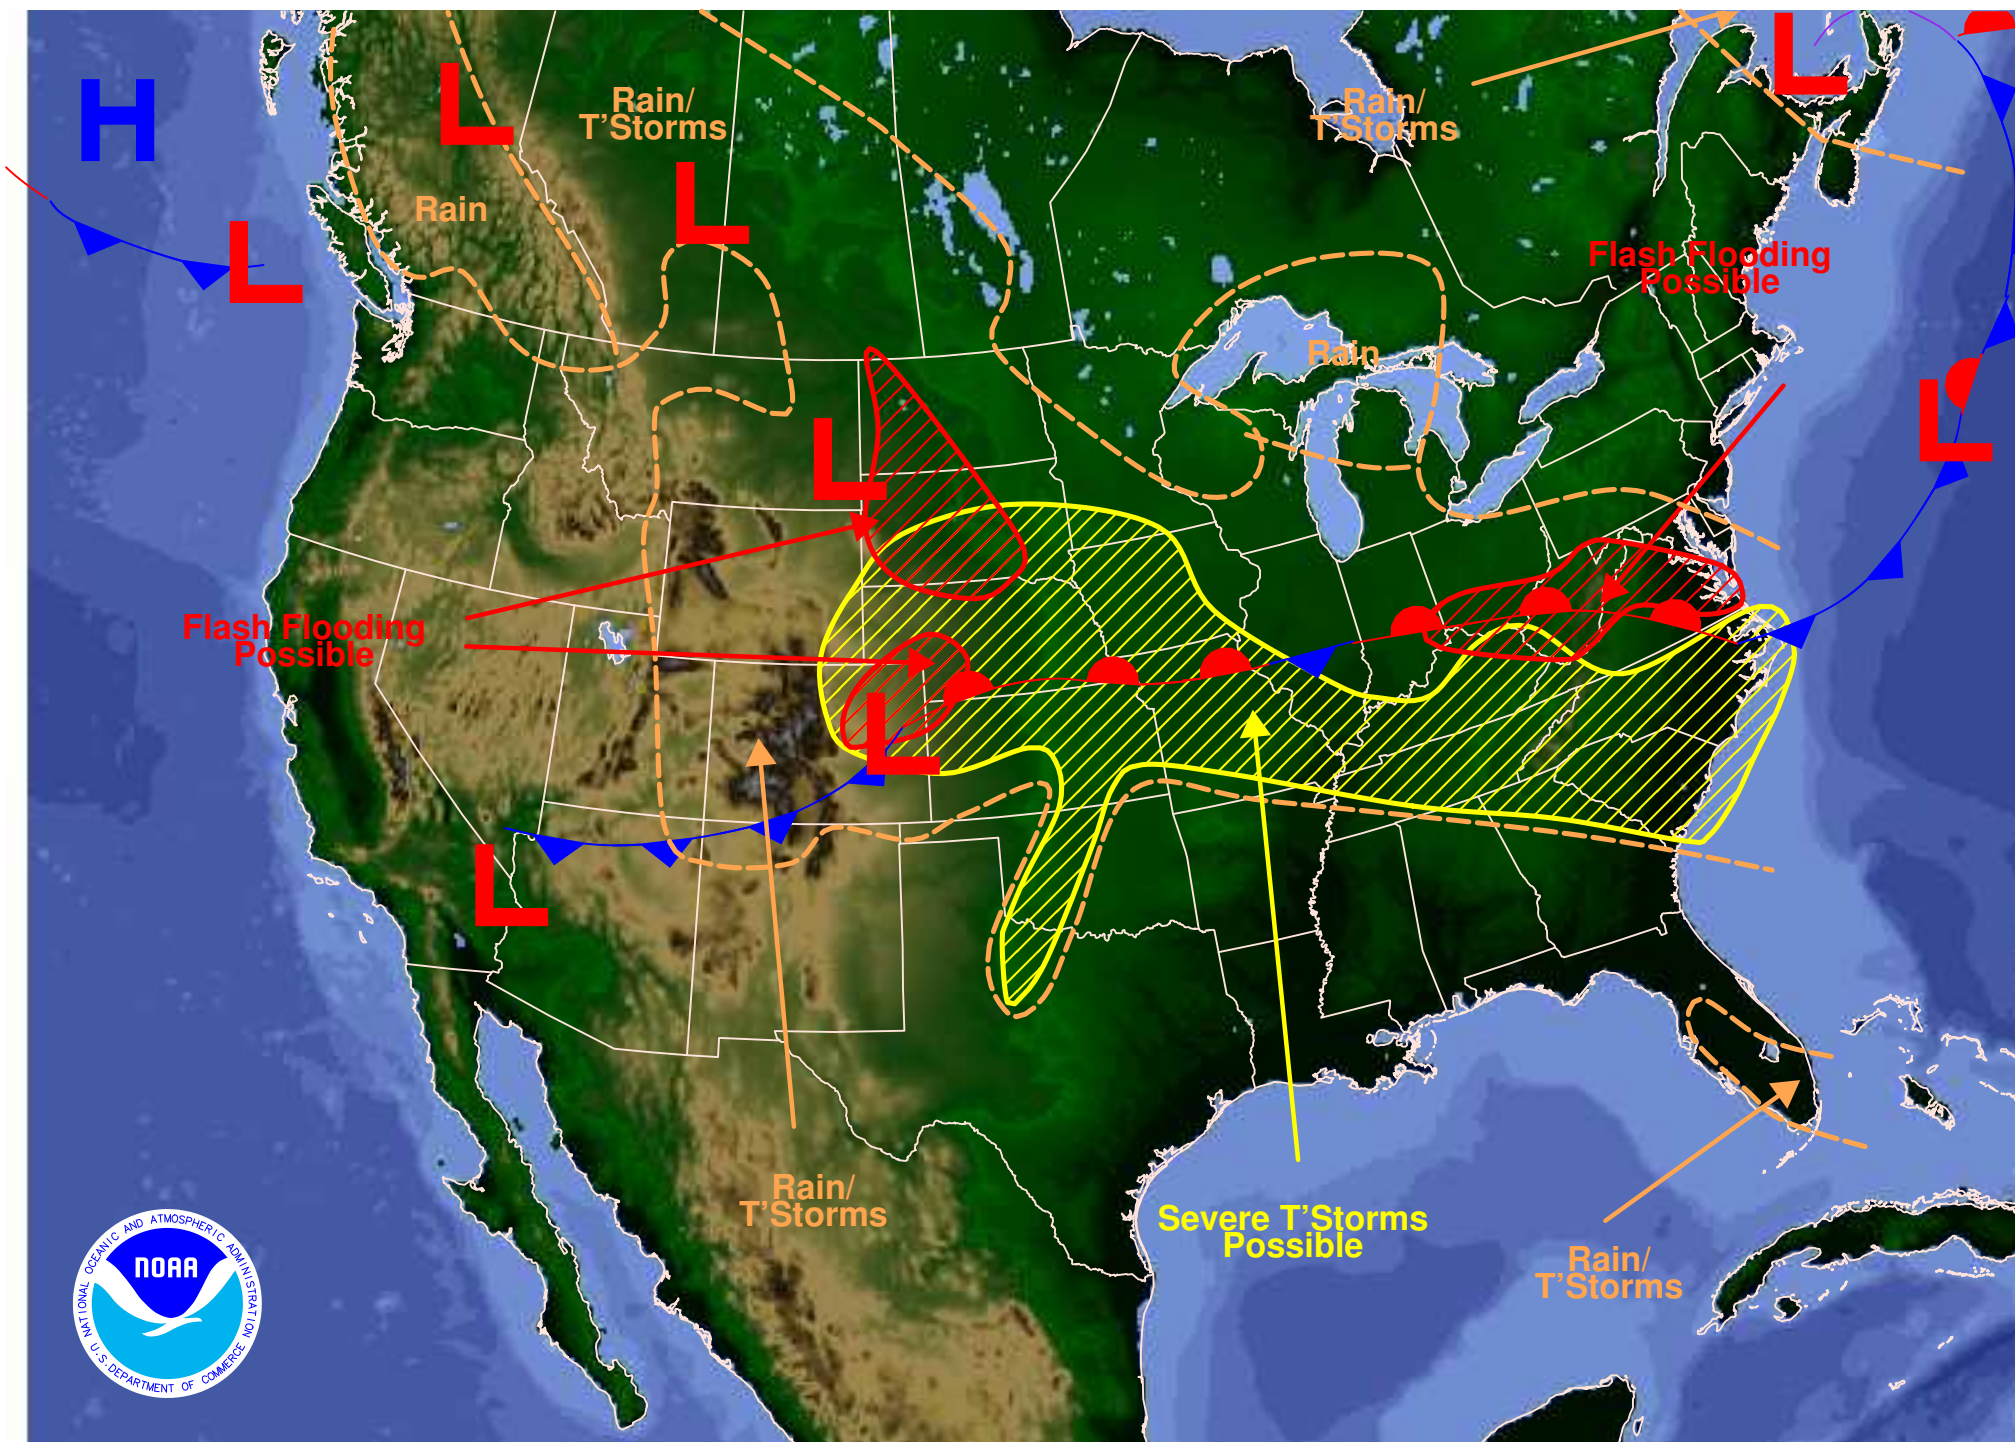 H
L
Rain/
T'Storms
Rain/
T'Storms
L
L
Rain
L
Flash Flooding
Possible
Rain
L
L
Flash Flooding
Possible
L
L
Rain/
T'Storms
Severe T'Storms
Possible
Rain/
T'Storms
NATIONAL OCEANIC AND ATMOSPHERIC ADMINISTRATION
NOAA
U.S. DEPARTMENT OF COMMERCE